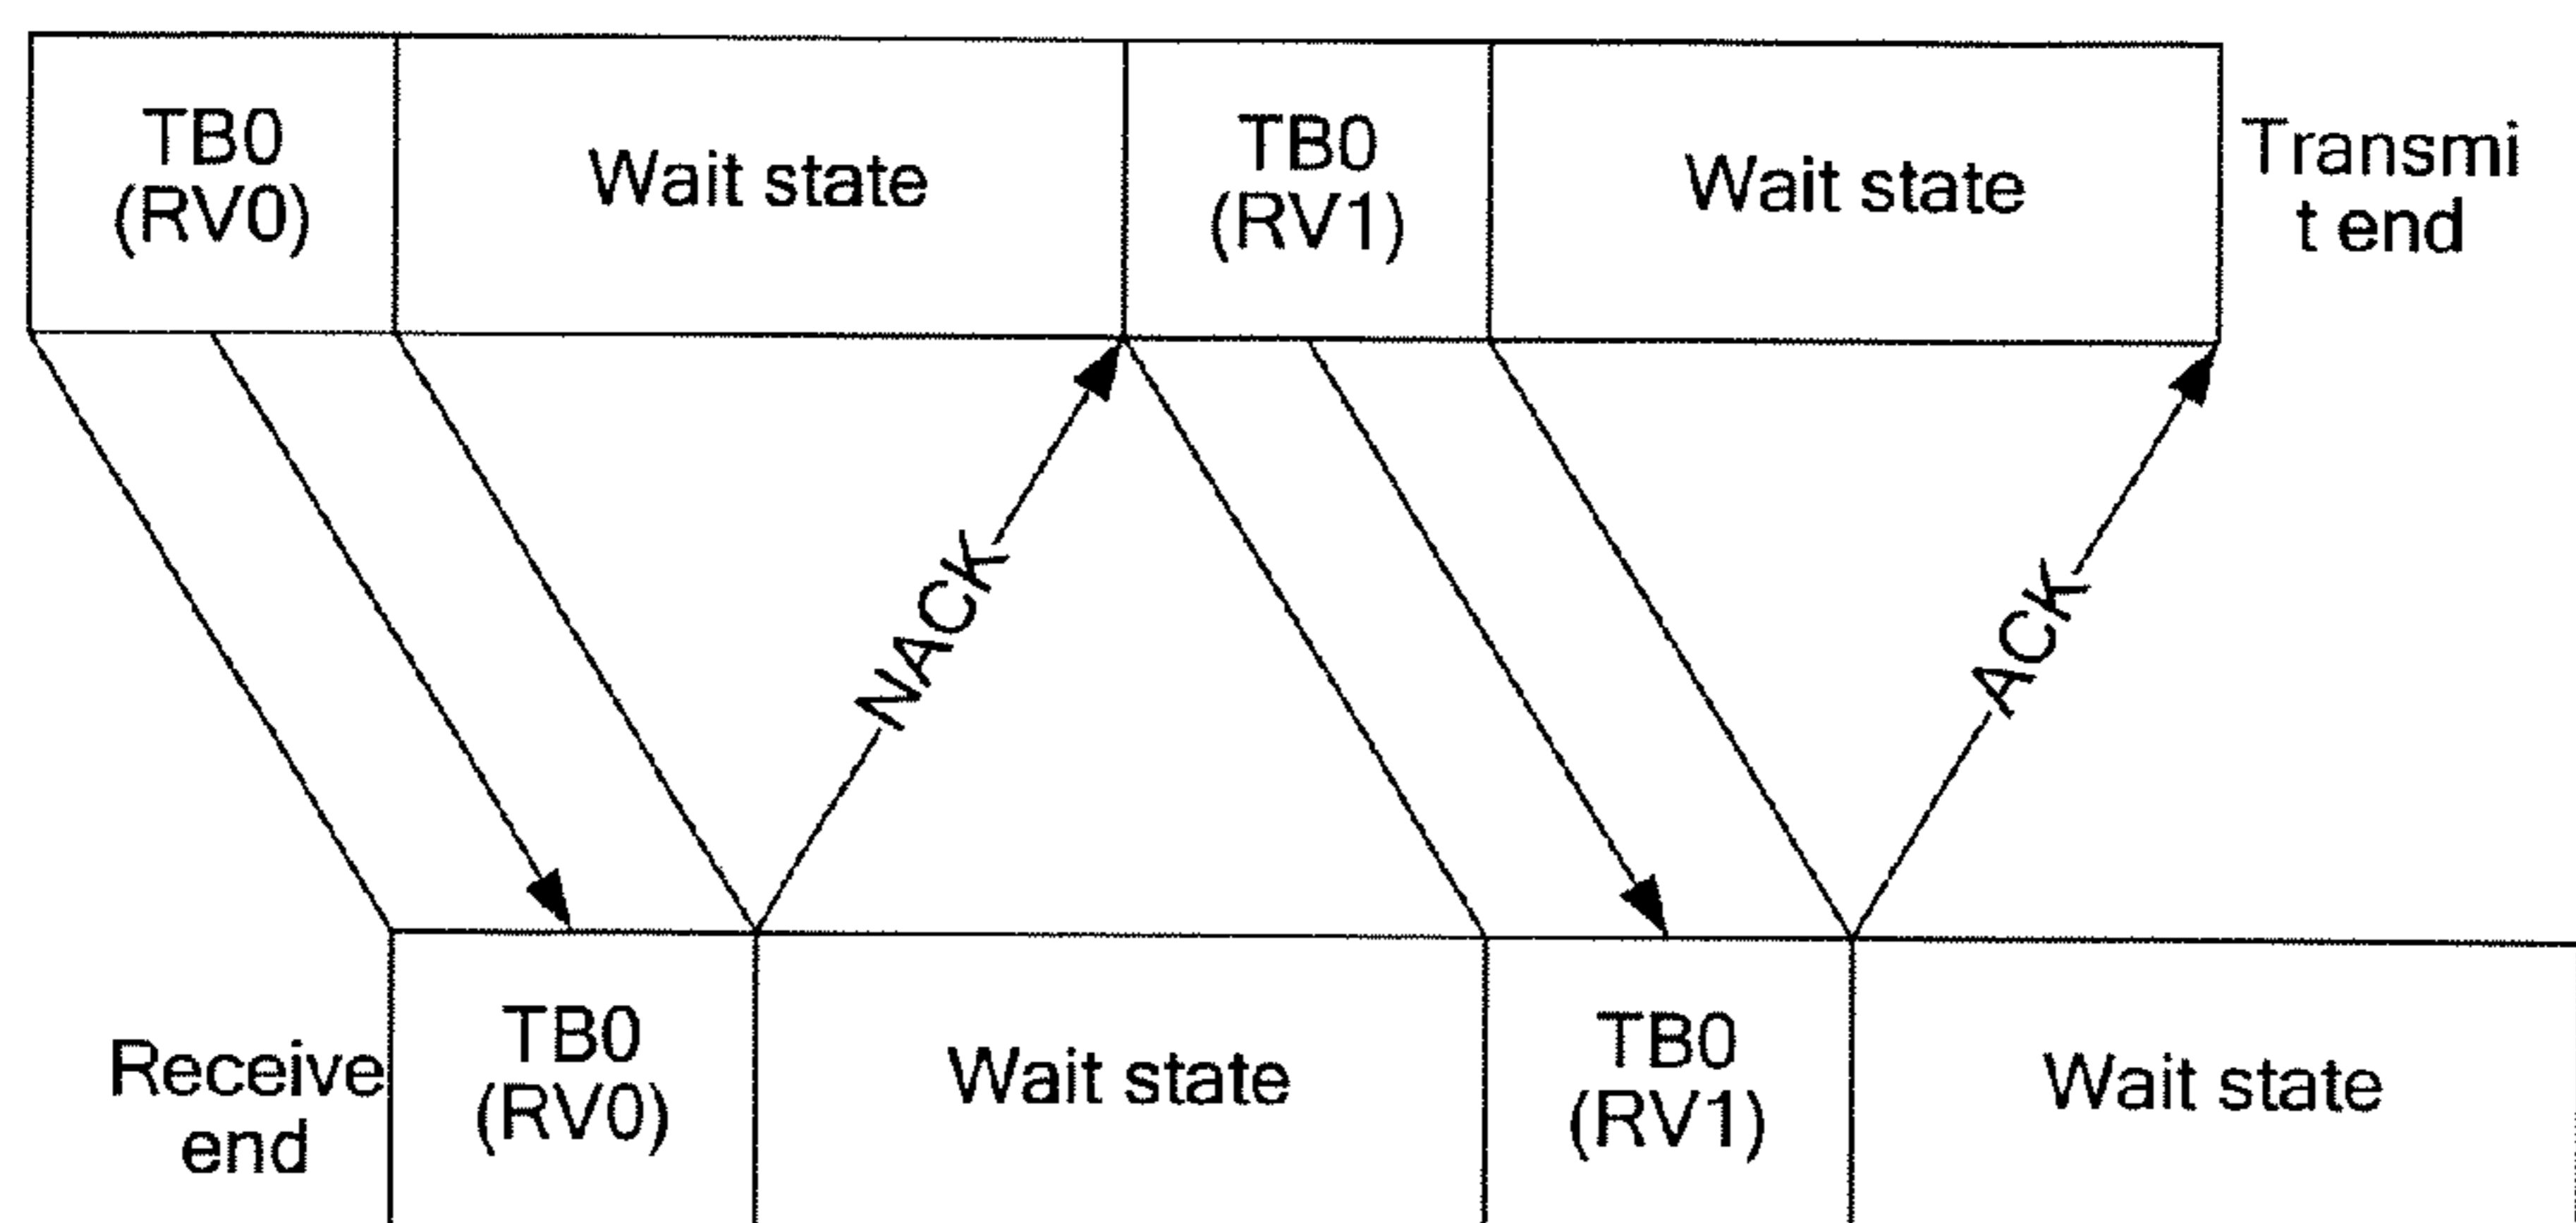 TB0
(RV0)
Wait state
TB0
(RV1)
Wait state
Transmi
t end
NACK
ACK
Receive
end
TB0
(RV0)
Wait state
TB0
(RV1)
Wait state